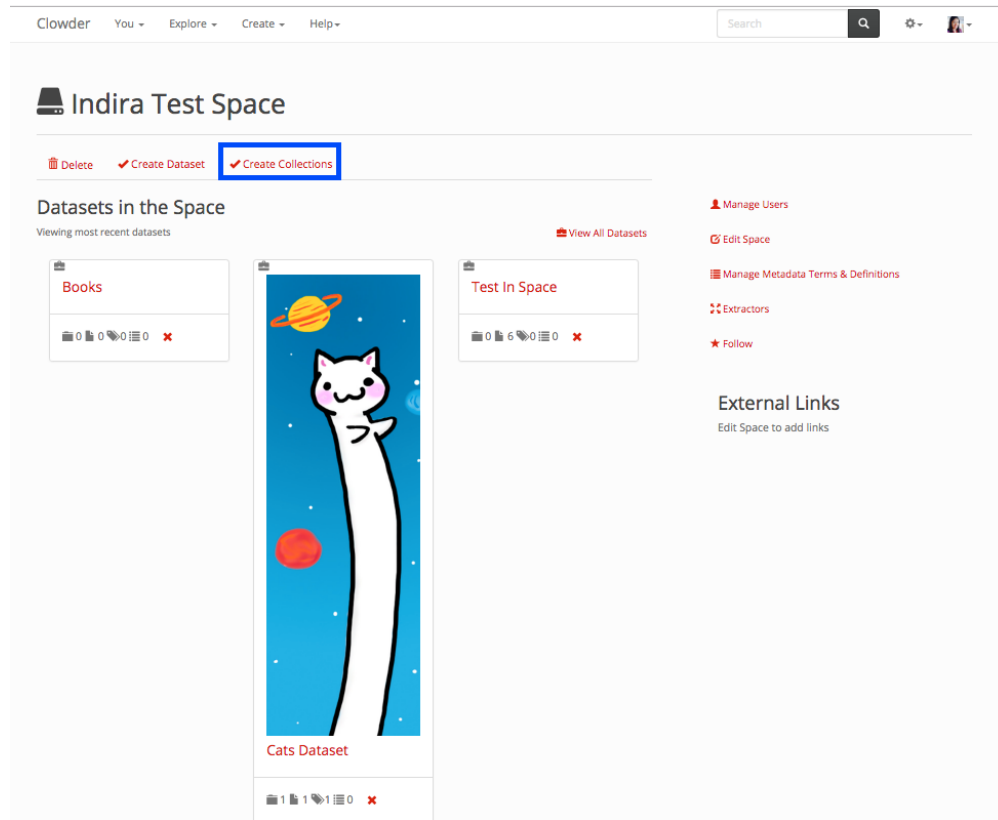 Clowder You Explore Create Help Search
Indira Test Space
Delete Create Dataset Create Collections
Datasets in the Space
Viewing most recent datasets
View All Datasets
Books
0 0 0 0
Cats Dataset
1 1 1 0
Test In Space
0 6 0 0
Manage Users
Edit Space
Manage Metadata Terms & Definitions
Extractors
Follow
External Links
Edit Space to add links